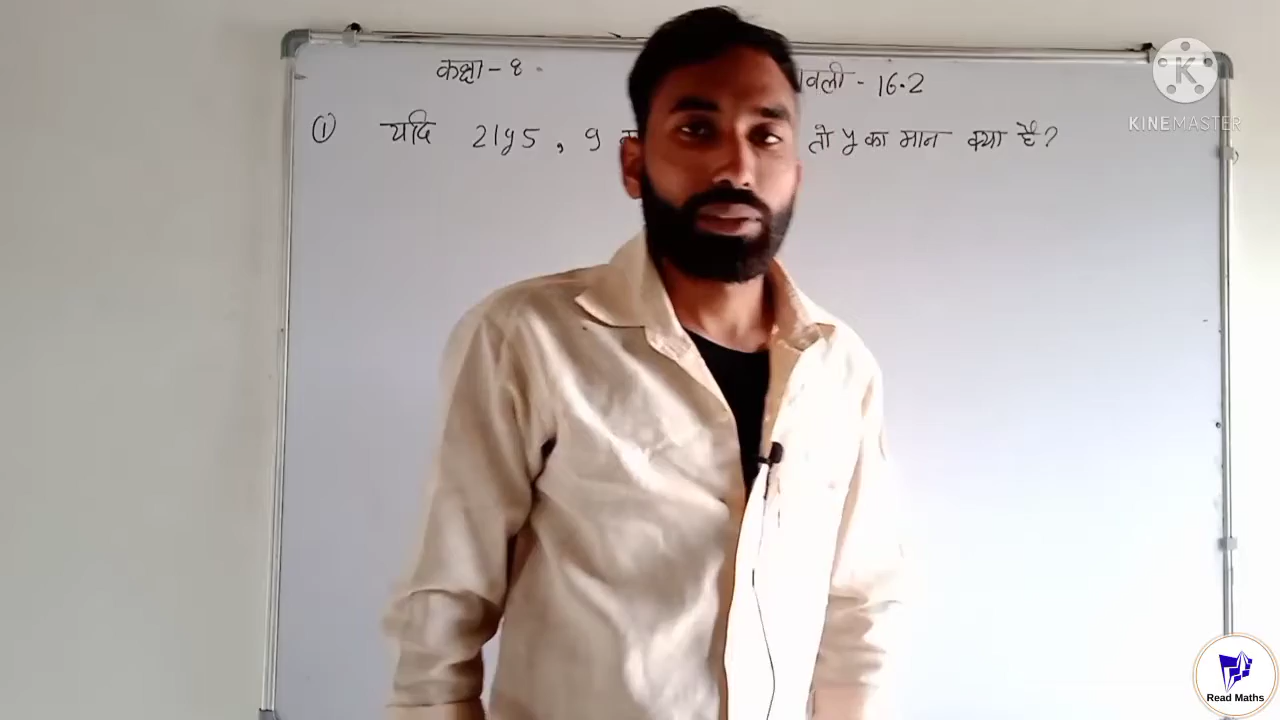 कक्षा - 8 . वली - 16.2
① यदि 21y5 , 9 तो y का मान क्या है?
KINEMASTER
Read Maths